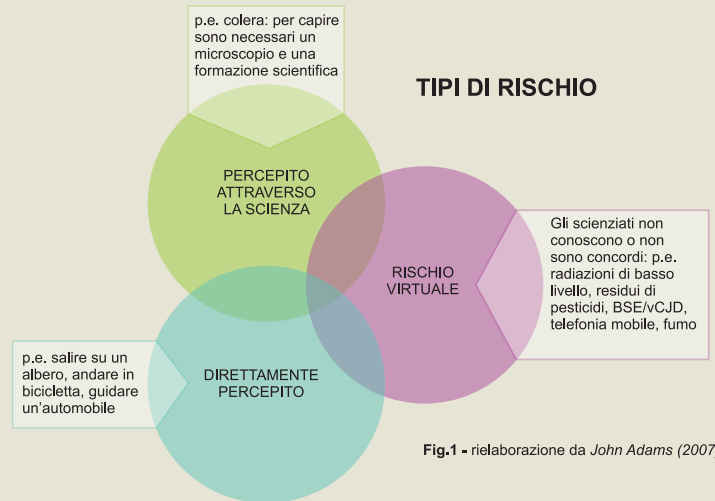 TIPI DI RISCHIO
p.e. colera: per capire
sono necessari un
microscopio e una
formazione scientifica
PERCEPITO
ATTRAVERSO
LA SCIENZA
RISCHIO
VIRTUALE
Gli scienziati non
conoscono o non
sono concordi: p.e.
radiazioni di basso
livello, residui di
pesticidi, BSE/vCJD,
telefonia mobile, fumo
p.e. salire su un
albero, andare in
bicicletta, guidare
un'automobile
DIRETTAMENTE
PERCEPITO
Fig.1 - rielaborazione da John Adams (2007)